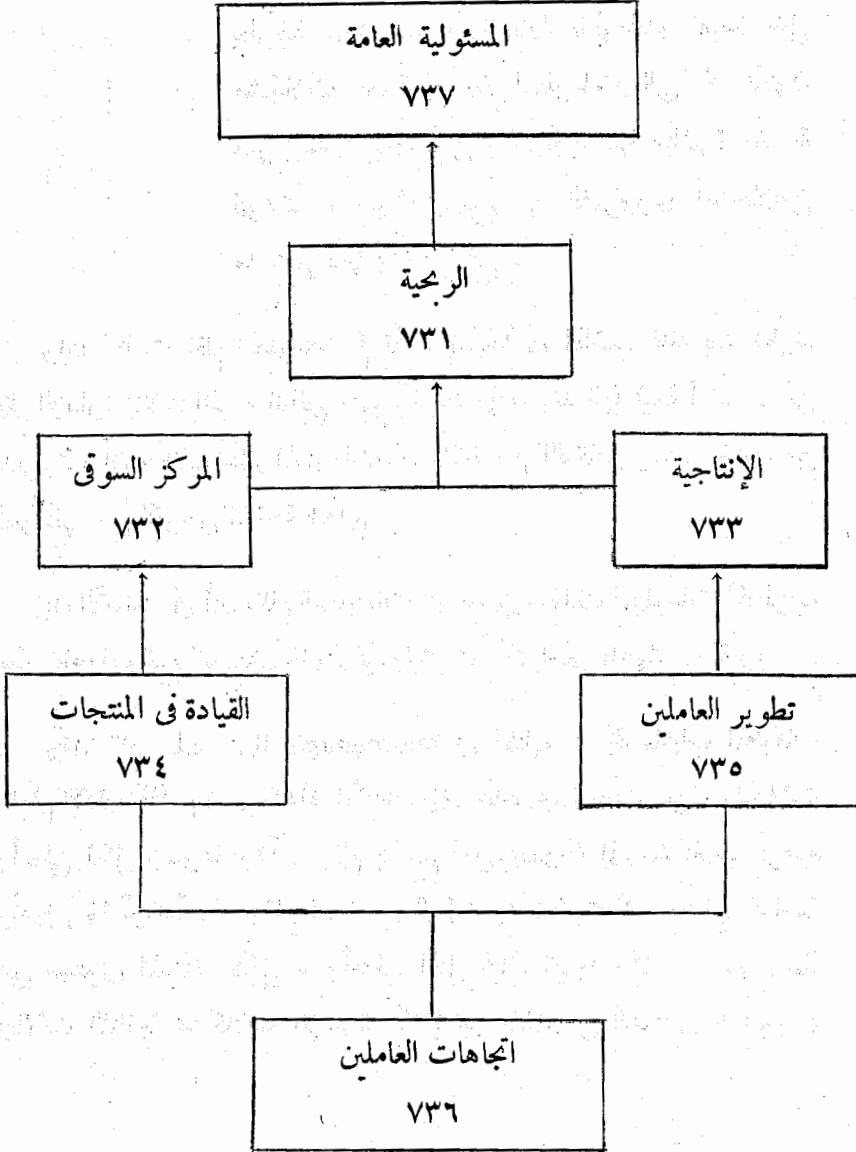 المسئولية العامة
٧٣٧
الربحية
٧٣١
الإنتاجية
٧٣٣
المركز السوقى
٧٣٢
تطوير العاملين
٧٣٥
القيادة فى المنتجات
٧٣٤
اتجاهات العاملين
٧٣٦